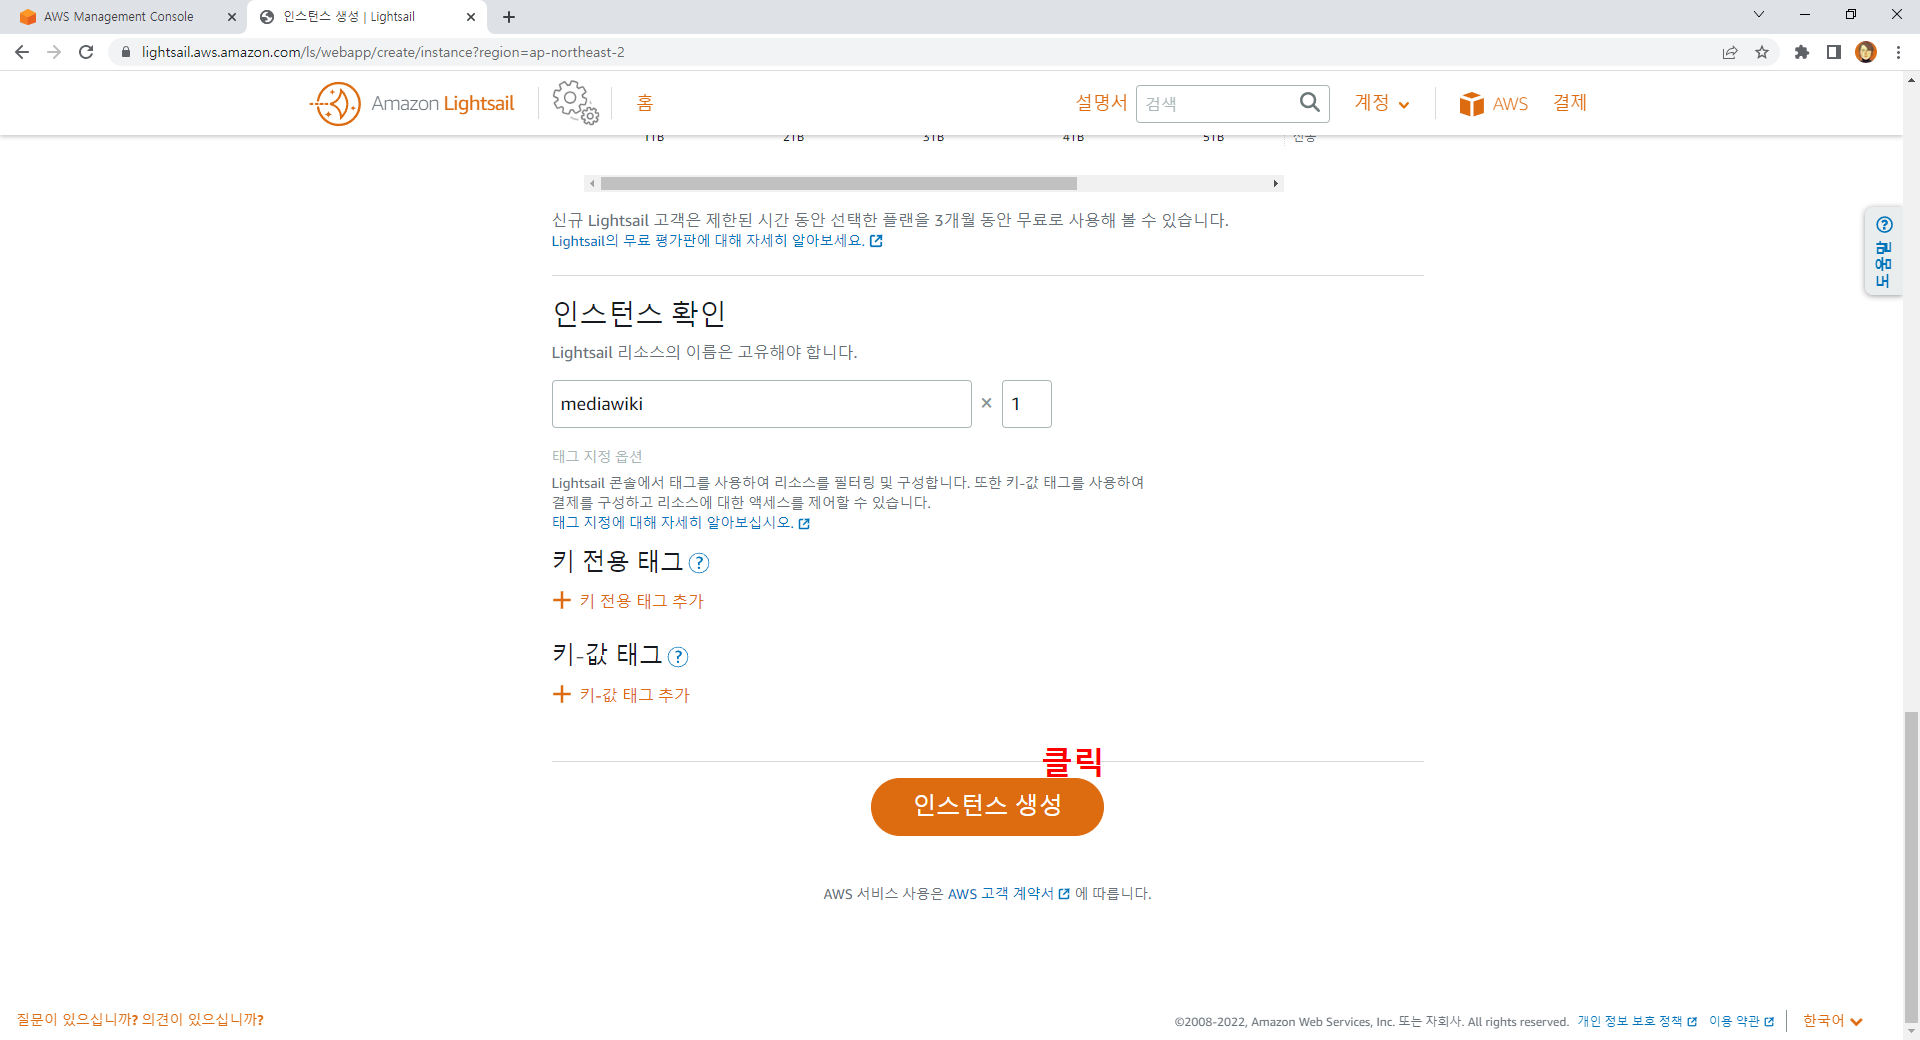 AWS Management Console
인스턴스 생성 | Lightsail
lightsail.aws.amazon.com/ls/webapp/create/instance?region=ap-northeast-2
Amazon Lightsail
홈
설명서
검색
계정
AWS
결제
1TB 2TB 3TB 4TB 5TB 전송
신규 Lightsail 고객은 제한된 시간 동안 선택한 플랜을 3개월 동안 무료로 사용해 볼 수 있습니다.
Lightsail의 무료 평가판에 대해 자세히 알아보세요.
도움말
인스턴스 확인
Lightsail 리소스의 이름은 고유해야 합니다.
mediawiki × 1
태그 지정 옵션
Lightsail 콘솔에서 태그를 사용하여 리소스를 필터링 및 구성합니다. 또한 키-값 태그를 사용하여
결제를 구성하고 리소스에 대한 액세스를 제어할 수 있습니다.
태그 지정에 대해 자세히 알아보십시오.
키 전용 태그 ?
+ 키 전용 태그 추가
키-값 태그 ?
+ 키-값 태그 추가
클릭
인스턴스 생성
AWS 서비스 사용은 AWS 고객 계약서 에 따릅니다.
질문이 있으십니까? 의견이 있으십니까?
©2008-2022, Amazon Web Services, Inc. 또는 자회사. All rights reserved. 개인 정보 보호 정책 이용 약관 한국어